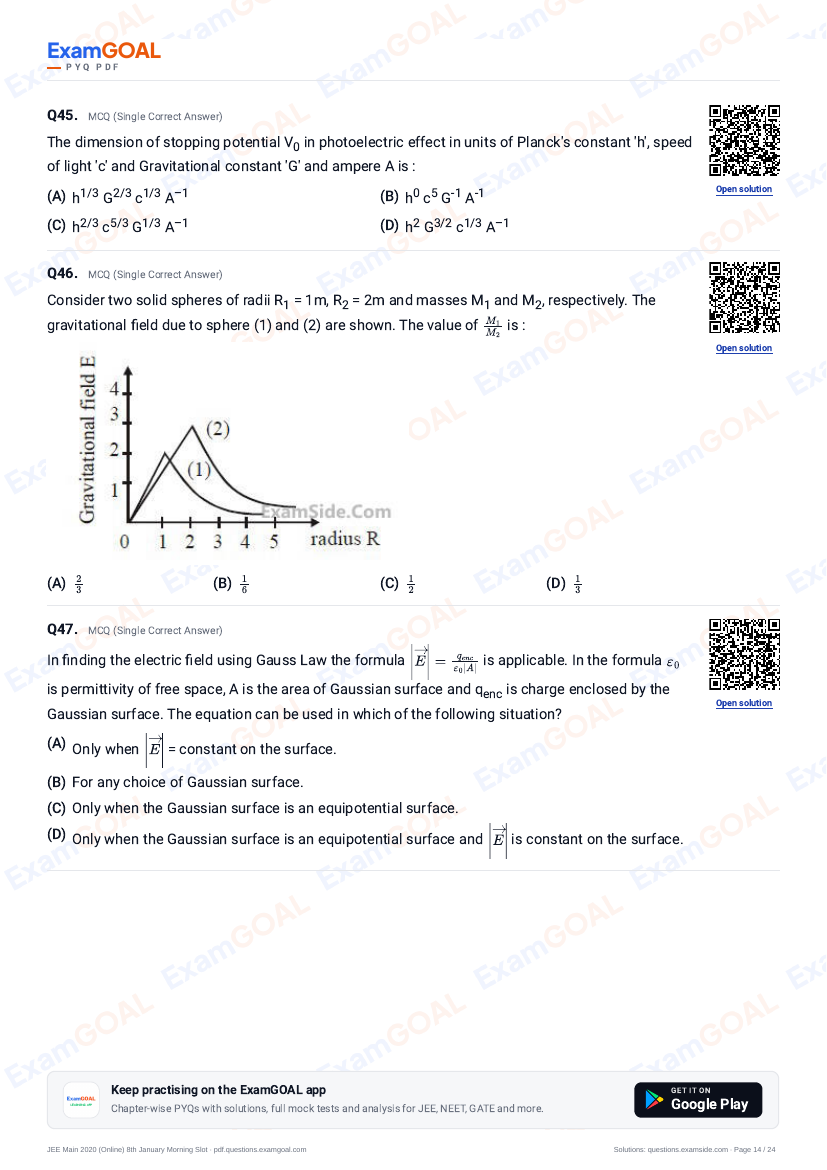 ExamGOAL
PYQ PDF
Q45. MCQ (Single Correct Answer)
The dimension of stopping potential V0 in photoelectric effect in units of Planck's constant 'h', speed
of light 'c' and Gravitational constant 'G' and ampere A is :
(A) h^1/3 G^2/3 c^1/3 A^−1
(B) h^0 c^5 G^-1 A^-1
(C) h^2/3 c^5/3 G^1/3 A^−1
(D) h^2 G^3/2 c^1/3 A^−1
Open solution
Q46. MCQ (Single Correct Answer)
Consider two solid spheres of radii R1 = 1m, R2 = 2m and masses M1 and M2, respectively. The
gravitational field due to sphere (1) and (2) are shown. The value of M1/M2 is :
Open solution
Gravitational field E
4
3
2
1
(2)
(1)
ExamSide.Com
0 1 2 3 4 5 radius R
(A) 2/3
(B) 1/6
(C) 1/2
(D) 1/3
Q47. MCQ (Single Correct Answer)
In finding the electric field using Gauss Law the formula |E⃗| = qenc/ε0|A| is applicable. In the formula ε0
is permittivity of free space, A is the area of Gaussian surface and qenc is charge enclosed by the
Gaussian surface. The equation can be used in which of the following situation?
Open solution
(A) Only when |E⃗| = constant on the surface.
(B) For any choice of Gaussian surface.
(C) Only when the Gaussian surface is an equipotential surface.
(D) Only when the Gaussian surface is an equipotential surface and |E⃗| is constant on the surface.
ExamGOAL
Keep practising on the ExamGOAL app
Chapter-wise PYQs with solutions, full mock tests and analysis for JEE, NEET, GATE and more.
GET IT ON
Google Play
JEE Main 2020 (Online) 8th January Morning Slot · pdf.questions.examgoal.com
Solutions: questions.examside.com · Page 14 / 24